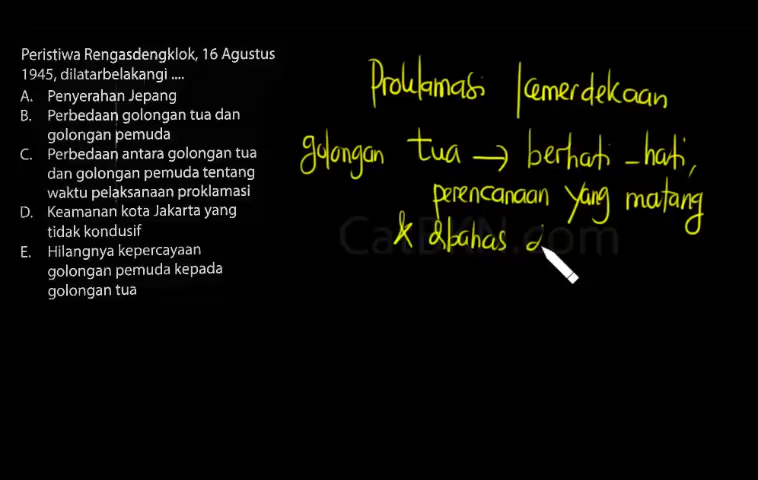 Peristiwa Rengasdengklok, 16 Agustus
1945, dilatarbelakangi ....
A. Penyerahan Jepang
B. Perbedaan golongan tua dan
golongan pemuda
C. Perbedaan antara golongan tua
dan golongan pemuda tentang
waktu pelaksanaan proklamasi
D. Keamanan kota Jakarta yang
tidak kondusif
E. Hilangnya kepercayaan
golongan pemuda kepada
golongan tua
Proklamasi kemerdekaan
golongan tua → berhati-hati,
perencanaan yang matang
& dibahas